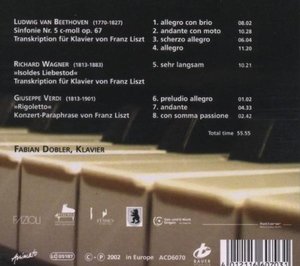 LUDWIG VAN BEETHOVEN (1770-1827)
Sinfonie Nr. 5 c-moll op. 67
Transkription für Klavier von Franz Liszt
1. allegro con brio 08.02
2. andante con moto 10.28
3. scherzo allegro 06.04
4. allegro 11.20
RICHARD WAGNER (1813-1883)
»Isoldes Liebestod«
Transkription für Klavier von Franz Liszt
5. sehr langsam 10.21
GIUSEPPE VERDI (1813-1901)
»Rigoletto«
Konzert-Paraphrase von Franz Liszt
6. preludio allegro 01.02
7. andante 04.33
8. con somma passione 02.42
Total time 55.55
FABIAN DOBLER, KLAVIER
FAZIOLI
Animato
LC 05187
℗ © 2002 in Europe ACD6070
BAUER